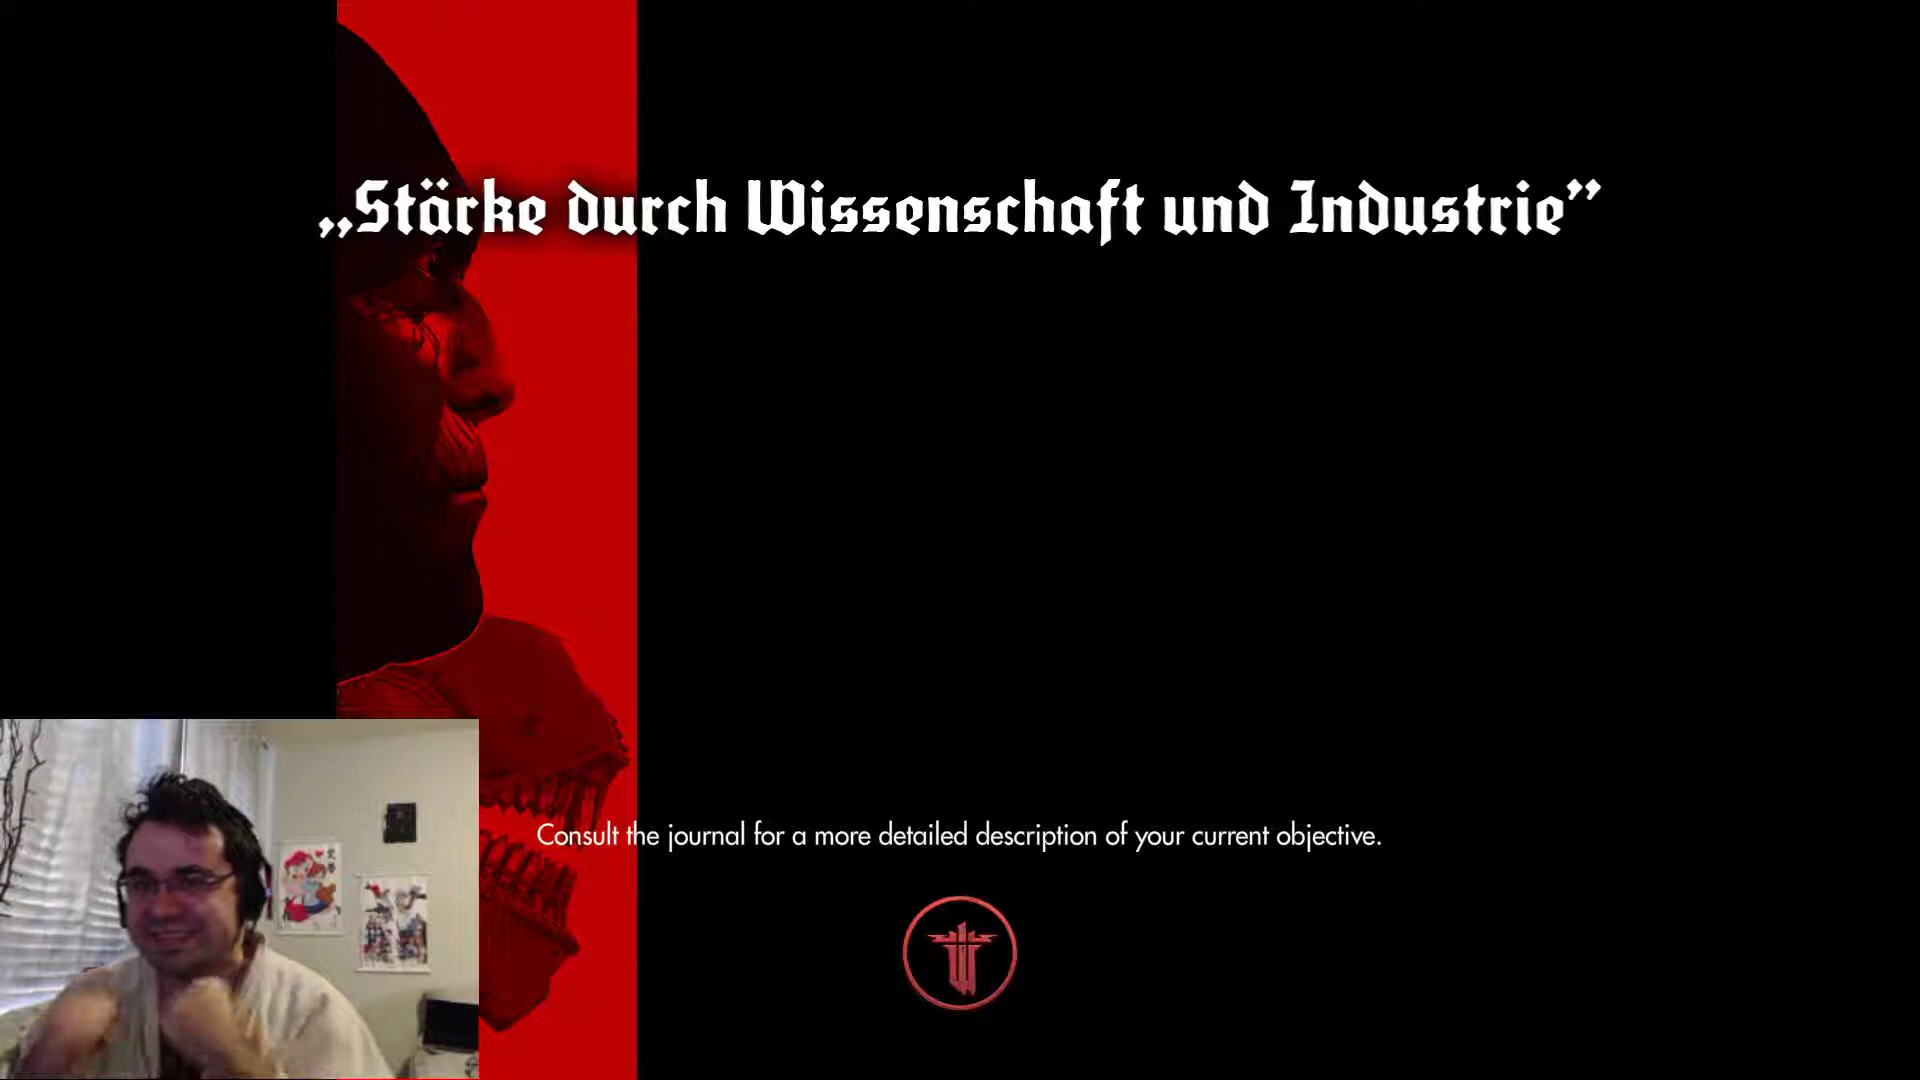 „Stärke durch Wissenschaft und Industrie”
Consult the journal for a more detailed description of your current objective.